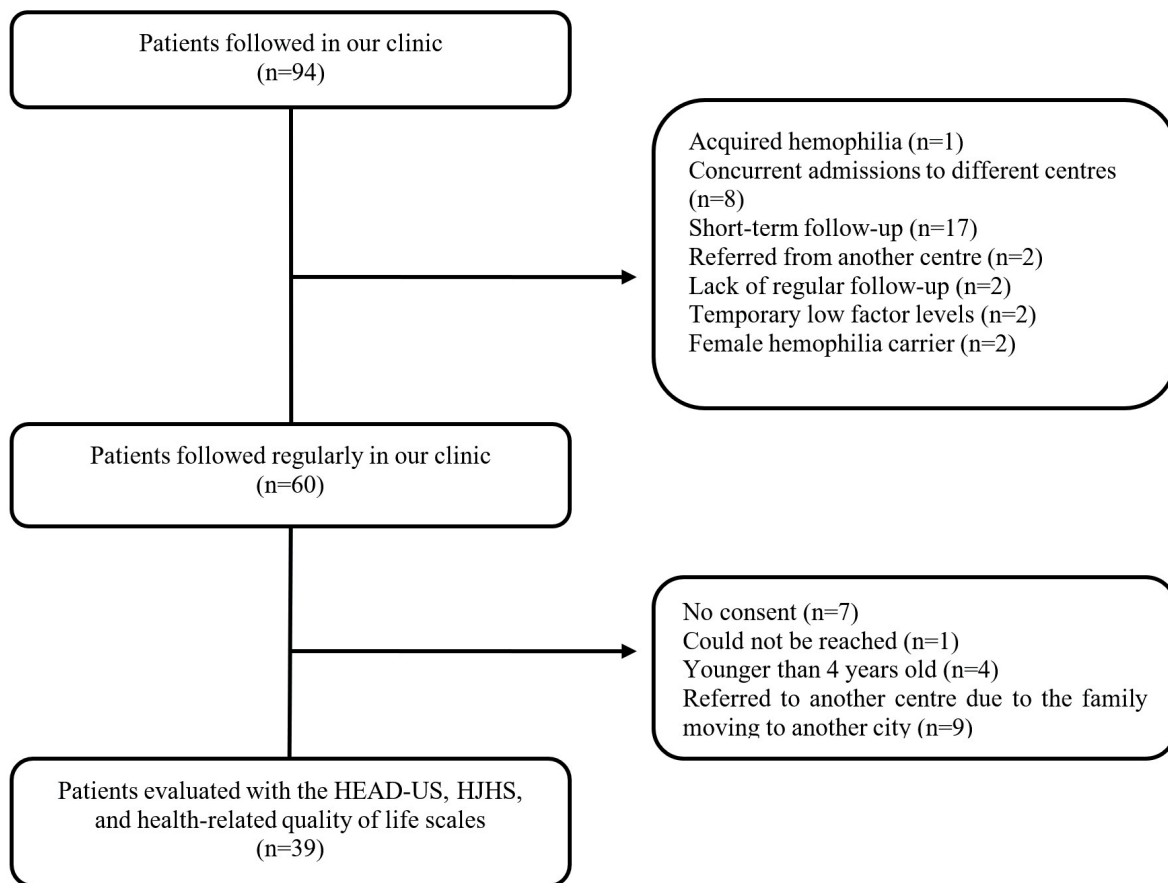 Patients followed in our clinic
(n=94)
Acquired hemophilia (n=1)
Concurrent admissions to different centres
(n=8)
Short-term follow-up (n=17)
Referred from another centre (n=2)
Lack of regular follow-up (n=2)
Temporary low factor levels (n=2)
Female hemophilia carrier (n=2)
Patients followed regularly in our clinic
(n=60)
No consent (n=7)
Could not be reached (n=1)
Younger than 4 years old (n=4)
Referred to another centre due to the family
moving to another city (n=9)
Patients evaluated with the HEAD-US, HJHS,
and health-related quality of life scales
(n=39)